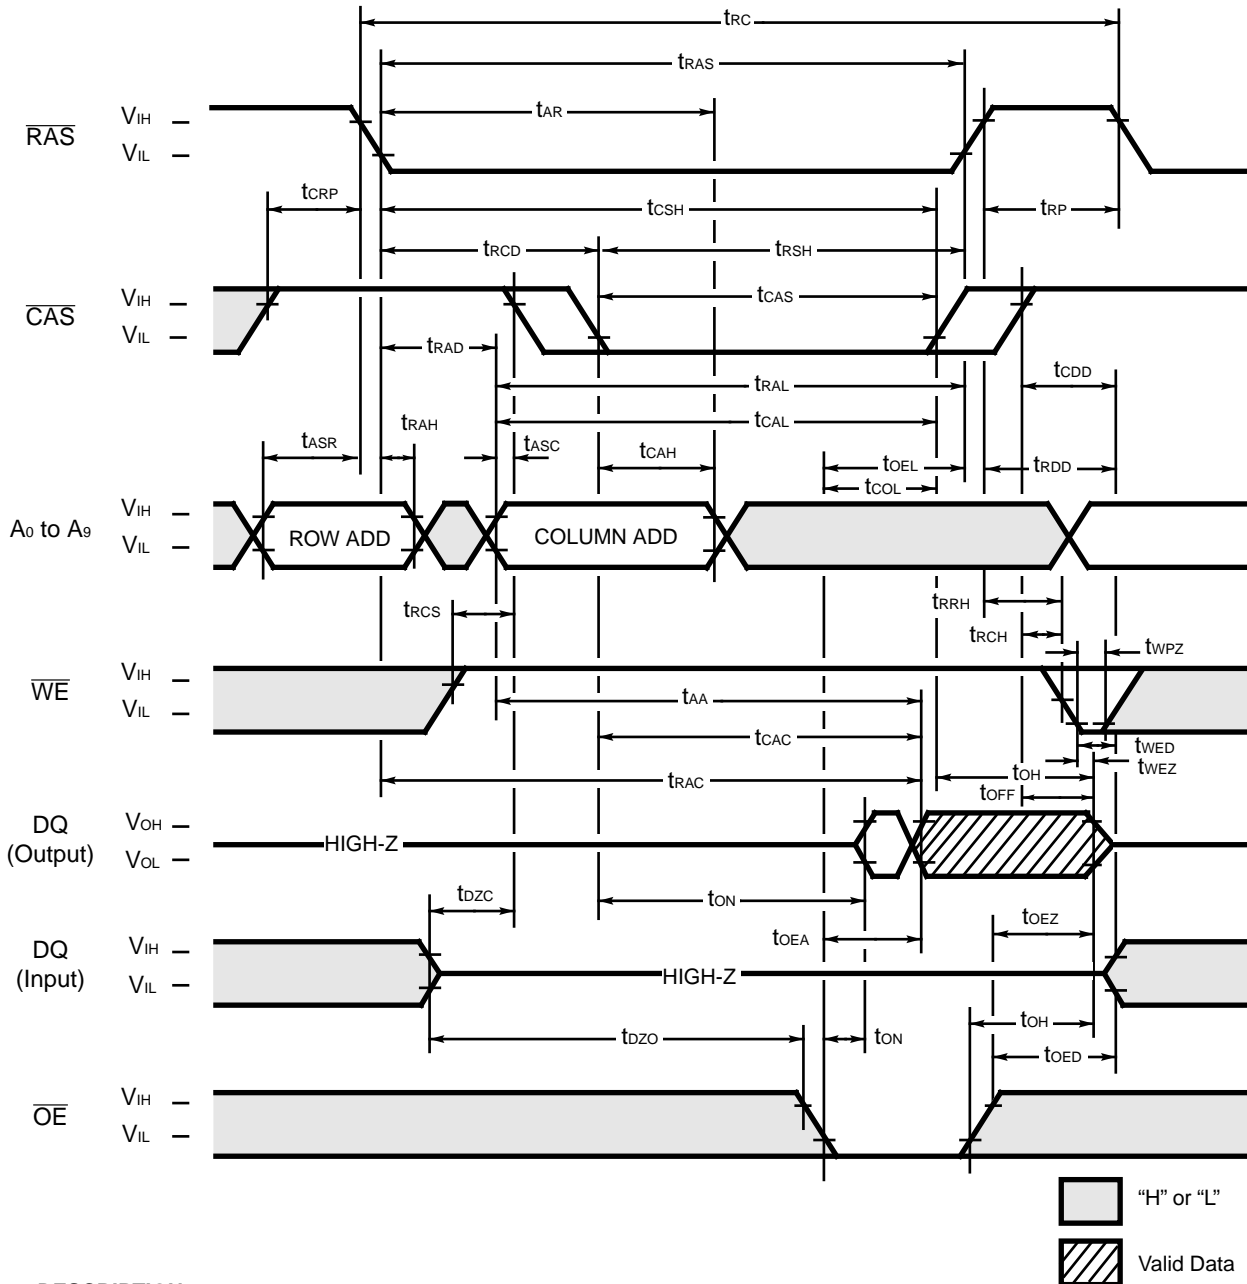 tRC
tRAS
tAR
RAS
VIH
VIL
tCRP
tCSH
tRP
tRCD
tRSH
CAS
VIH
VIL
tCAS
tRAD
tRAL
tCDD
tRAH
tCAL
tASR
tASC
tCAH
tOEL
tRDD
tCOL
A0 to A9
VIH
VIL
ROW ADD
COLUMN ADD
tRCS
tRRH
tRCH
tWPZ
WE
VIH
VIL
tAA
tCAC
tWED
tRAC
tOH
tWEZ
tOFF
DQ
(Output)
VOH
VOL
HIGH-Z
tDZC
tON
tOEA
tOEZ
DQ
(Input)
VIH
VIL
HIGH-Z
tDZO
tON
tOH
tOED
OE
VIH
VIL
“H” or “L”
Valid Data